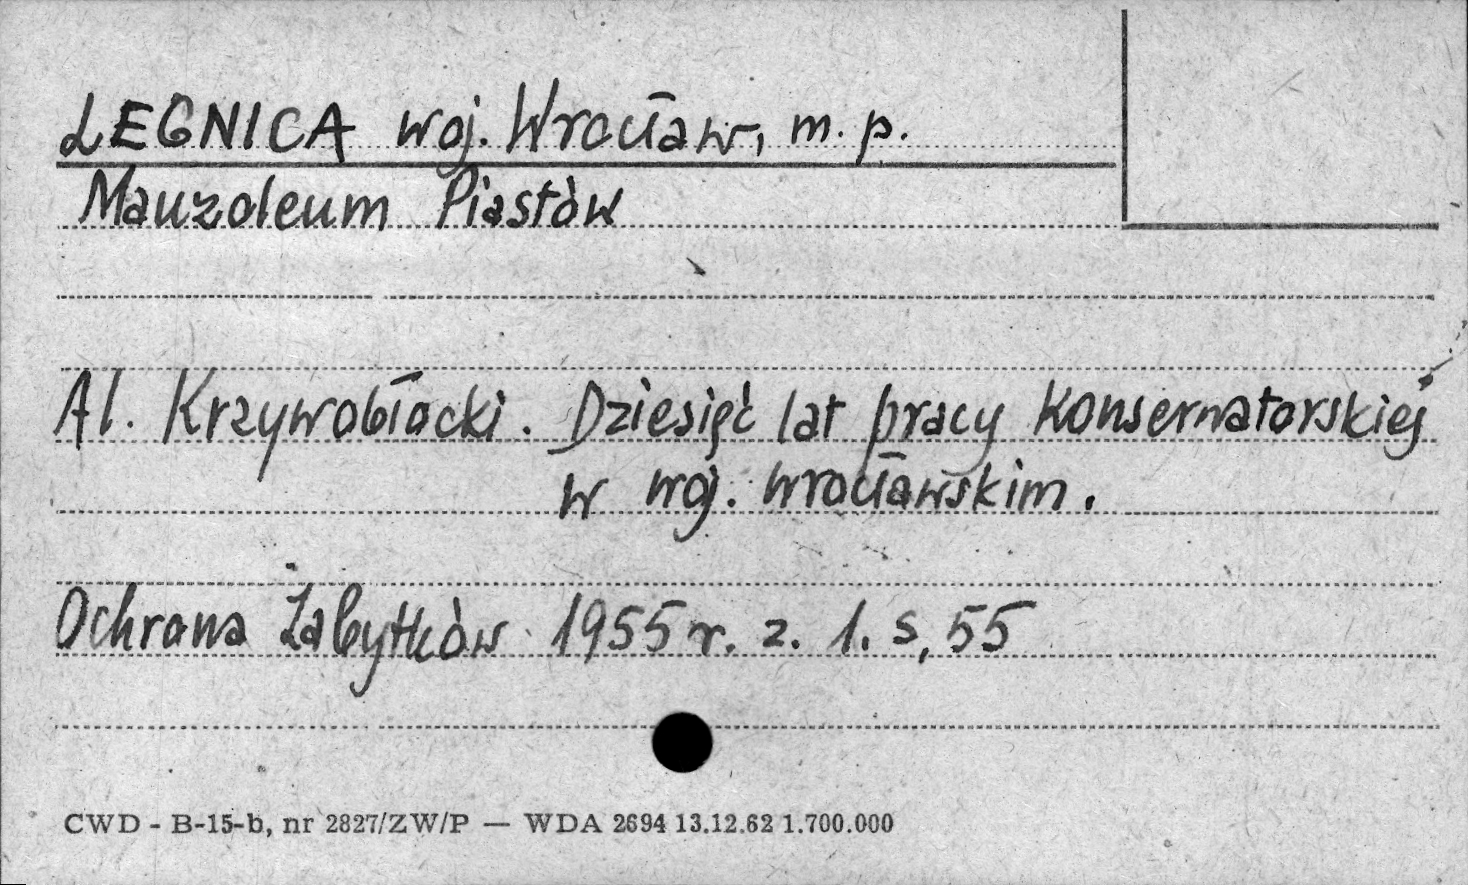 LEGNICA woj. Wrocław, m. p.
Mauzoleum Piastów
Al. Krzywobłocki. Dziesięć lat pracy konserwatorskiej
w woj. wrocławskim.
Ochrona Zabytków 1955 r. z. 1. s, 55
CWD - B-15-b, nr 2827/ZW/P — WDA 2694 13.12.62 1.700.000